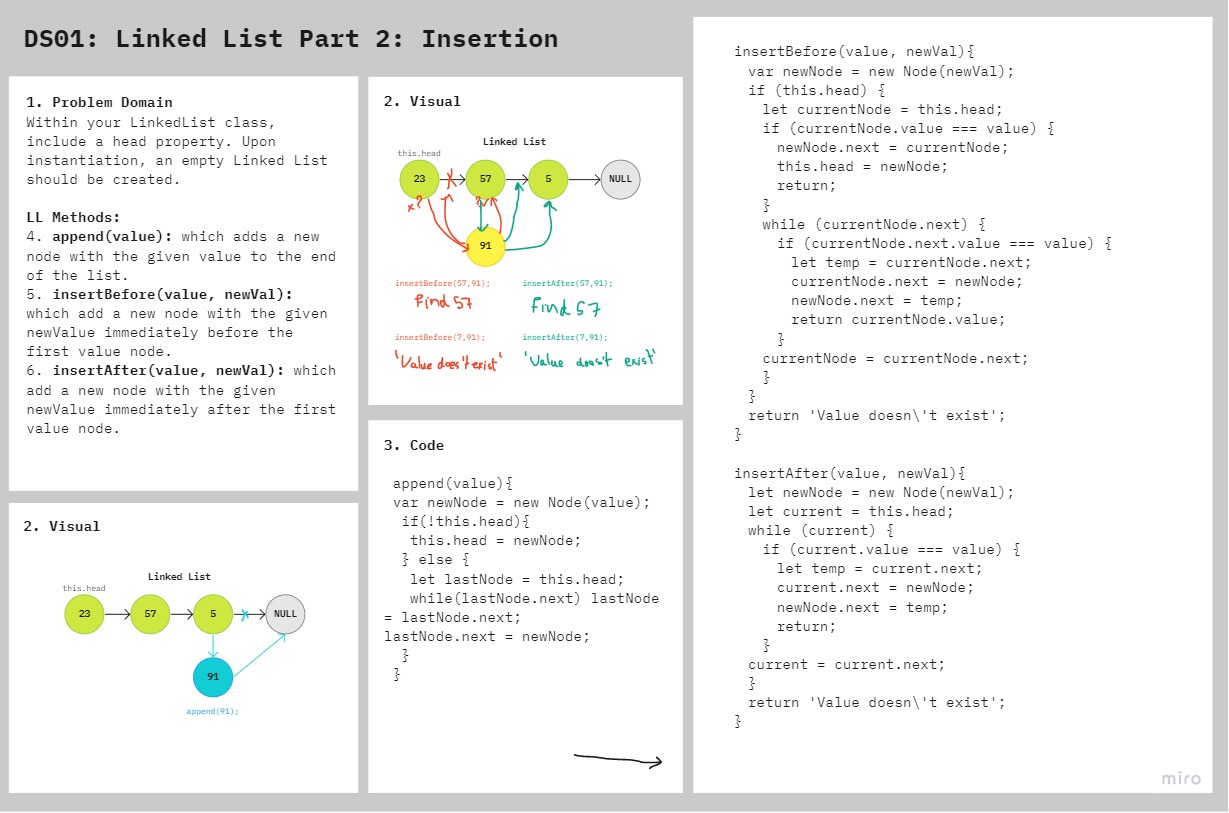 DS01: Linked List Part 2: Insertion
1. Problem Domain
Within your LinkedList class,
include a head property. Upon
instantiation, an empty Linked List
should be created.
LL Methods:
4. append(value): which adds a new
node with the given value to the end
of the list.
5. insertBefore(value, newVal):
which add a new node with the given
newValue immediately before the
first value node.
6. insertAfter(value, newVal): which
add a new node with the given
newValue immediately after the first
value node.
2. Visual
Linked List
this.head
23
57
5
NULL
91
append(91);
2. Visual
Linked List
this.head
23
57
5
NULL
x?
?✓
91
insertBefore(57,91);
insertAfter(57,91);
find 57
find 57
insertBefore(7,91);
insertAfter(7,91);
'Value does't exist'
'Value doesn't exist'
3. Code
append(value){
var newNode = new Node(value);
if(!this.head){
this.head = newNode;
} else {
let lastNode = this.head;
while(lastNode.next) lastNode
= lastNode.next;
lastNode.next = newNode;
}
}
insertBefore(value, newVal){
var newNode = new Node(newVal);
if (this.head) {
let currentNode = this.head;
if (currentNode.value === value) {
newNode.next = currentNode;
this.head = newNode;
return;
}
while (currentNode.next) {
if (currentNode.next.value === value) {
let temp = currentNode.next;
currentNode.next = newNode;
newNode.next = temp;
return currentNode.value;
}
currentNode = currentNode.next;
}
}
return 'Value doesn\'t exist';
}
insertAfter(value, newVal){
let newNode = new Node(newVal);
let current = this.head;
while (current) {
if (current.value === value) {
let temp = current.next;
current.next = newNode;
newNode.next = temp;
return;
}
current = current.next;
}
return 'Value doesn\'t exist';
}
miro